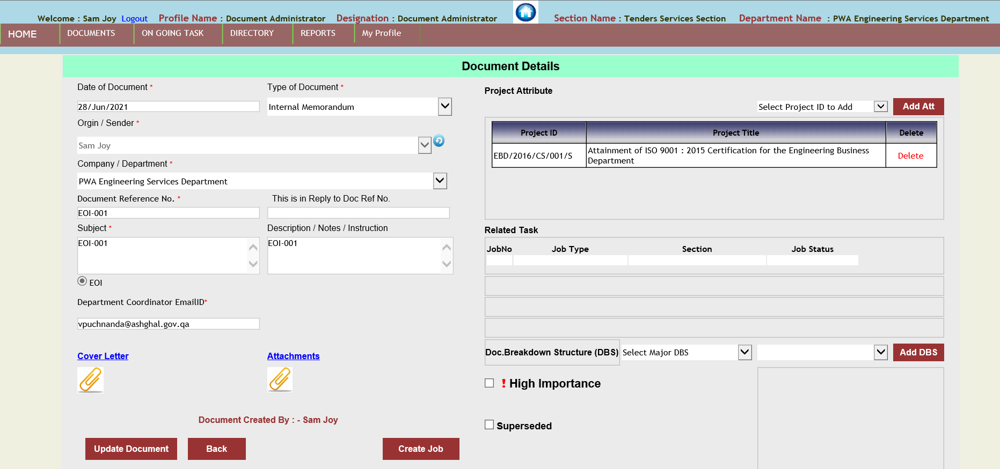 Welcome : Sam Joy Logout Profile Name : Document Administrator Designation : Document Administrator Section Name : Tenders Services Section Department Name : PWA Engineering Services Department
HOME DOCUMENTS ON GOING TASK DIRECTORY REPORTS My Profile
Document Details
Date of Document * Type of Document *
28/Jun/2021 Internal Memorandum
Orgin / Sender *
Sam Joy
Company / Department *
PWA Engineering Services Department
Document Reference No. * This is in Reply to Doc Ref No.
EOI-001
Subject * Description / Notes / Instruction
EOI-001 EOI-001
EOI
Department Coordinator EmailID*
vpuchnanda@ashghal.gov.qa
Cover Letter Attachments
Document Created By : - Sam Joy
Update Document Back Create Job
Project Attribute
Select Project ID to Add Add Att
Project ID Project Title Delete
EBD/2016/CS/001/S Attainment of ISO 9001 : 2015 Certification for the Engineering Business
Department Delete
Related Task
JobNo Job Type Section Job Status
Doc.Breakdown Structure (DBS) Select Major DBS Add DBS
! High Importance
Superseded